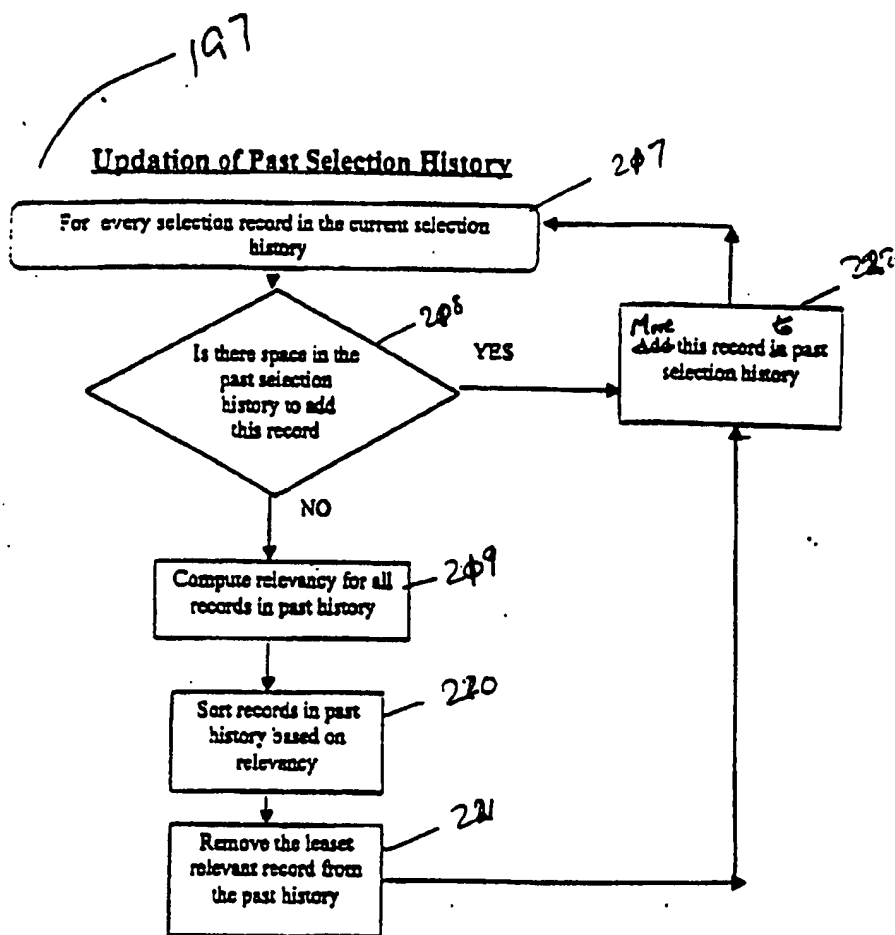 197
Updation of Past Selection History
207
For every selection record in the current selection
history
208
Is there space in the
past selection
history to add
this record
YES
Move to
Add this record in past
selection history
NO
209
Compute relevancy for all
records in past history
220
Sort records in past
history based on
relevancy
221
Remove the leaset
relevant record from
the past history